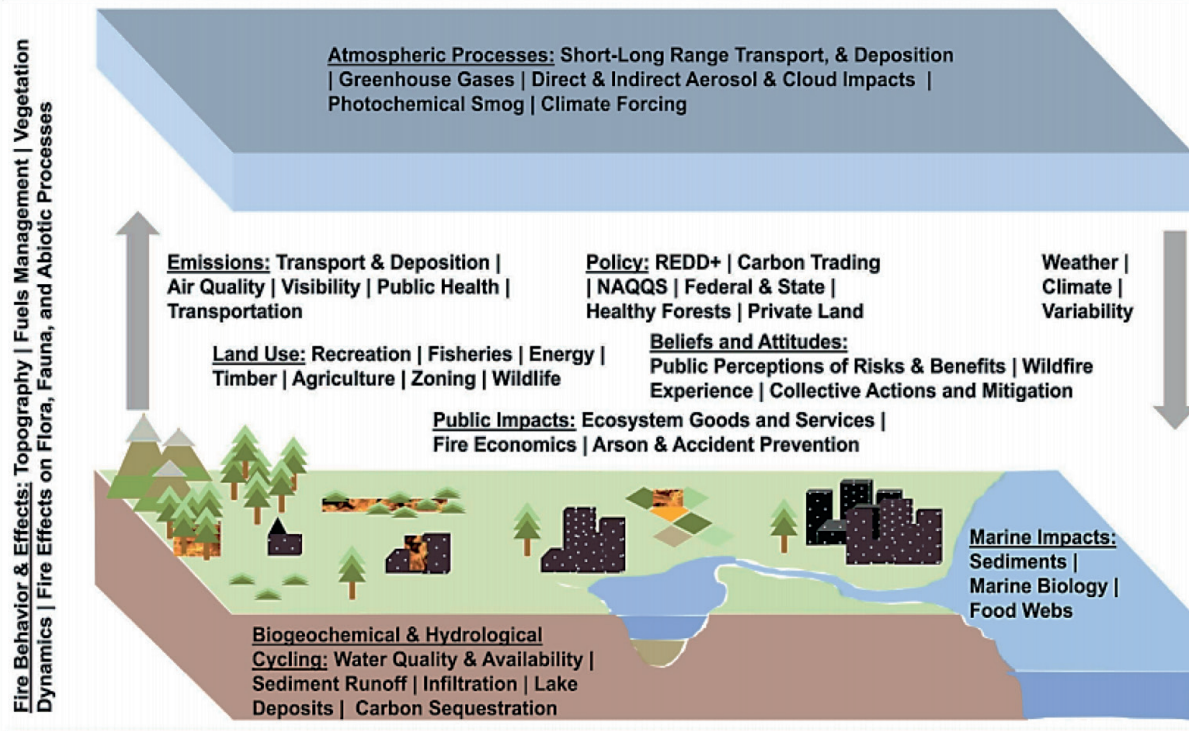 Fire Behavior & Effects: Topography | Fuels Management | Vegetation
Dynamics | Fire Effects on Flora, Fauna, and Abiotic Processes
Atmospheric Processes: Short-Long Range Transport, & Deposition
| Greenhouse Gases | Direct & Indirect Aerosol & Cloud Impacts |
Photochemical Smog | Climate Forcing
Emissions: Transport & Deposition |
Air Quality | Visibility | Public Health |
Transportation
Policy: REDD+ | Carbon Trading
| NAQQS | Federal & State |
Healthy Forests | Private Land
Weather |
Climate |
Variability
Land Use: Recreation | Fisheries | Energy |
Timber | Agriculture | Zoning | Wildlife
Beliefs and Attitudes:
Public Perceptions of Risks & Benefits | Wildfire
Experience | Collective Actions and Mitigation
Public Impacts: Ecosystem Goods and Services |
Fire Economics | Arson & Accident Prevention
Marine Impacts:
Sediments |
Marine Biology |
Food Webs
Biogeochemical & Hydrological
Cycling: Water Quality & Availability |
Sediment Runoff | Infiltration | Lake
Deposits | Carbon Sequestration